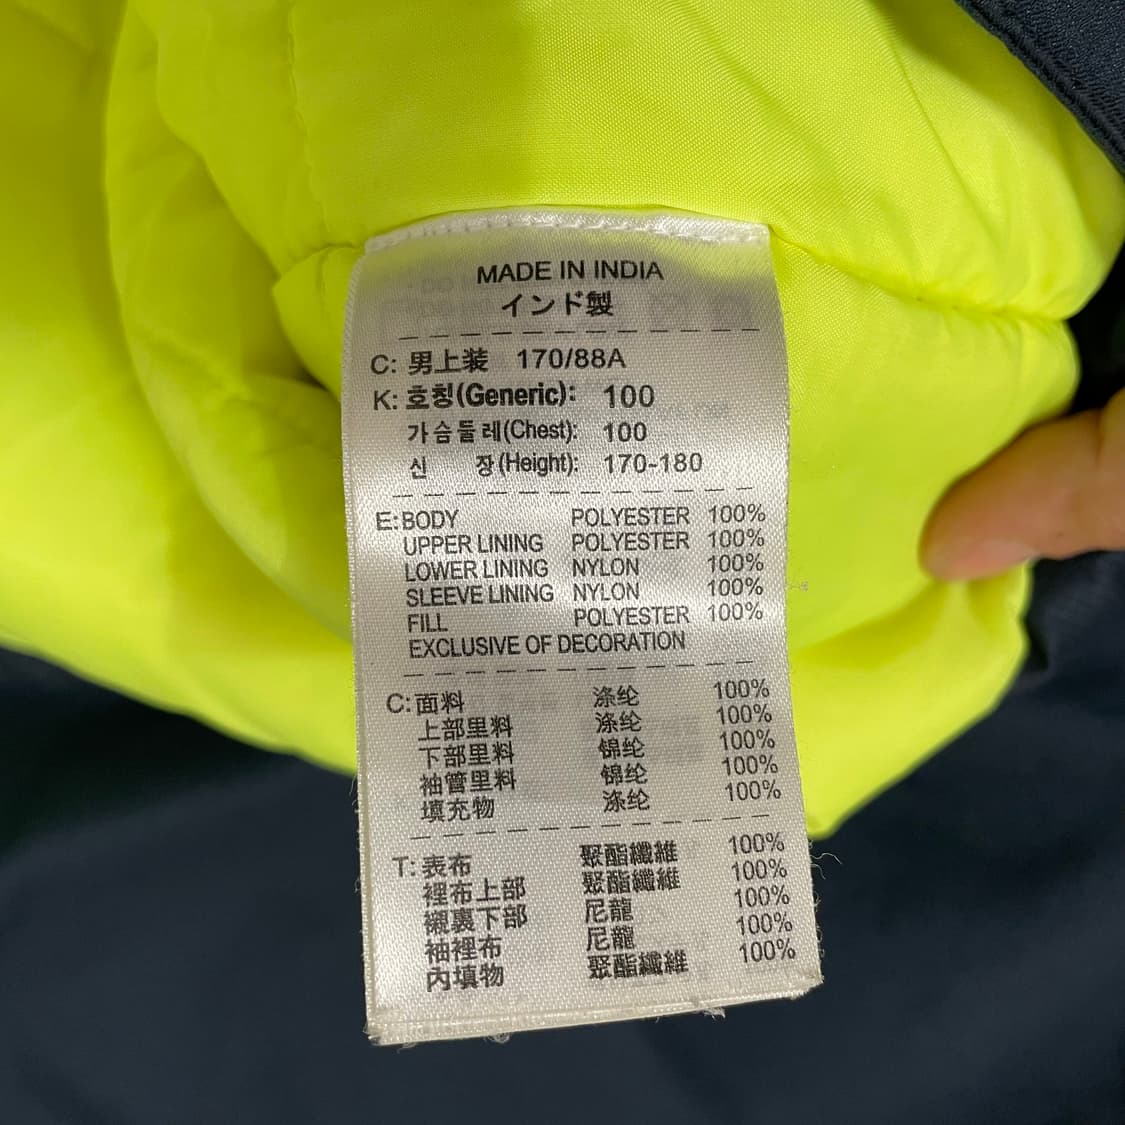 MADE IN INDIA
インド製
C: 男上装 170/88A
K: 호칭(Generic): 100
가슴둘레(Chest): 100
신 장(Height): 170-180
E: BODY POLYESTER 100%
UPPER LINING POLYESTER 100%
LOWER LINING NYLON 100%
SLEEVE LINING NYLON 100%
FILL POLYESTER 100%
EXCLUSIVE OF DECORATION
C: 面料 涤纶 100%
上部里料 涤纶 100%
下部里料 锦纶 100%
袖管里料 锦纶 100%
填充物 涤纶 100%
T: 表布 聚酯纖維 100%
裡布上部 聚酯纖維 100%
襯裏下部 尼龍 100%
袖裡布 尼龍 100%
內填物 聚酯纖維 100%